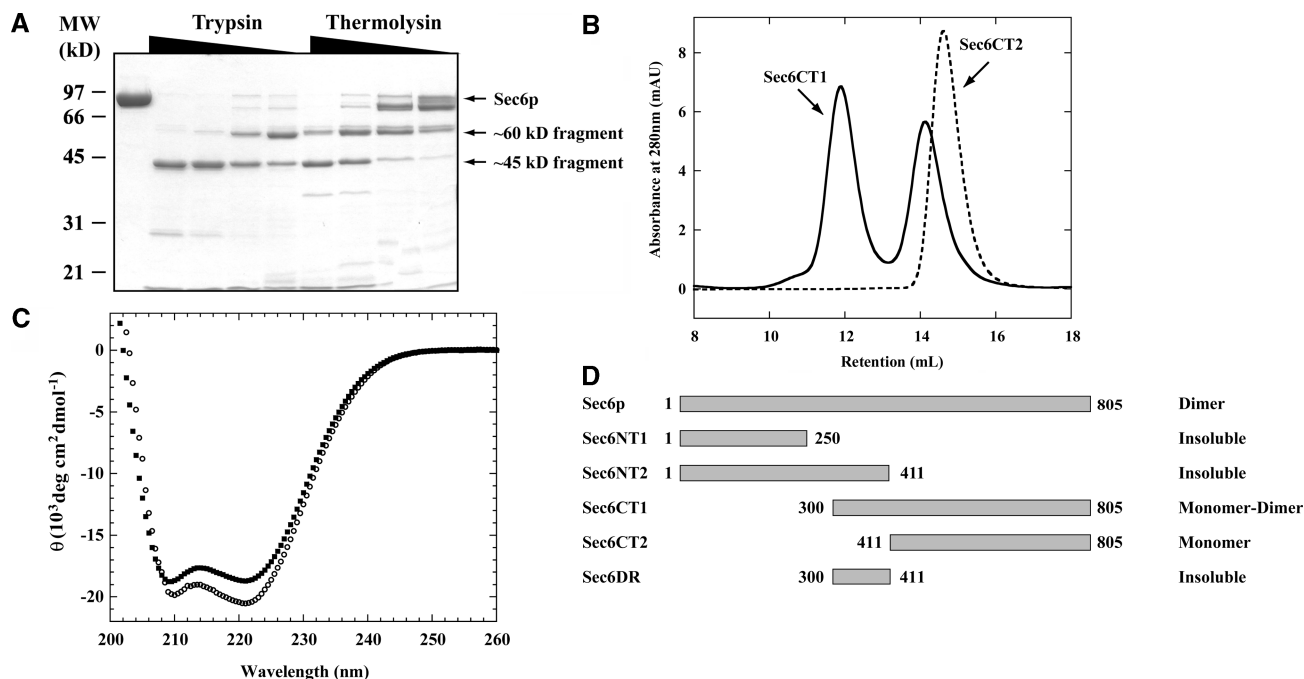 A
MW
(kD)
Trypsin
Thermolysin
97
66
45
31
21
Sec6p
~60 kD fragment
~45 kD fragment
B
Absorbance at 280nm (mAU)
8
6
4
2
0
Sec6CT1
Sec6CT2
8 10 12 14 16 18
Retention (mL)
C
θ (10³deg cm² dmol⁻¹)
0
-5
-10
-15
-20
200 210 220 230 240 250 260
Wavelength (nm)
D
Sec6p 1 805 Dimer
Sec6NT1 1 250 Insoluble
Sec6NT2 1 411 Insoluble
Sec6CT1 300 805 Monomer-Dimer
Sec6CT2 411 805 Monomer
Sec6DR 300 411 Insoluble